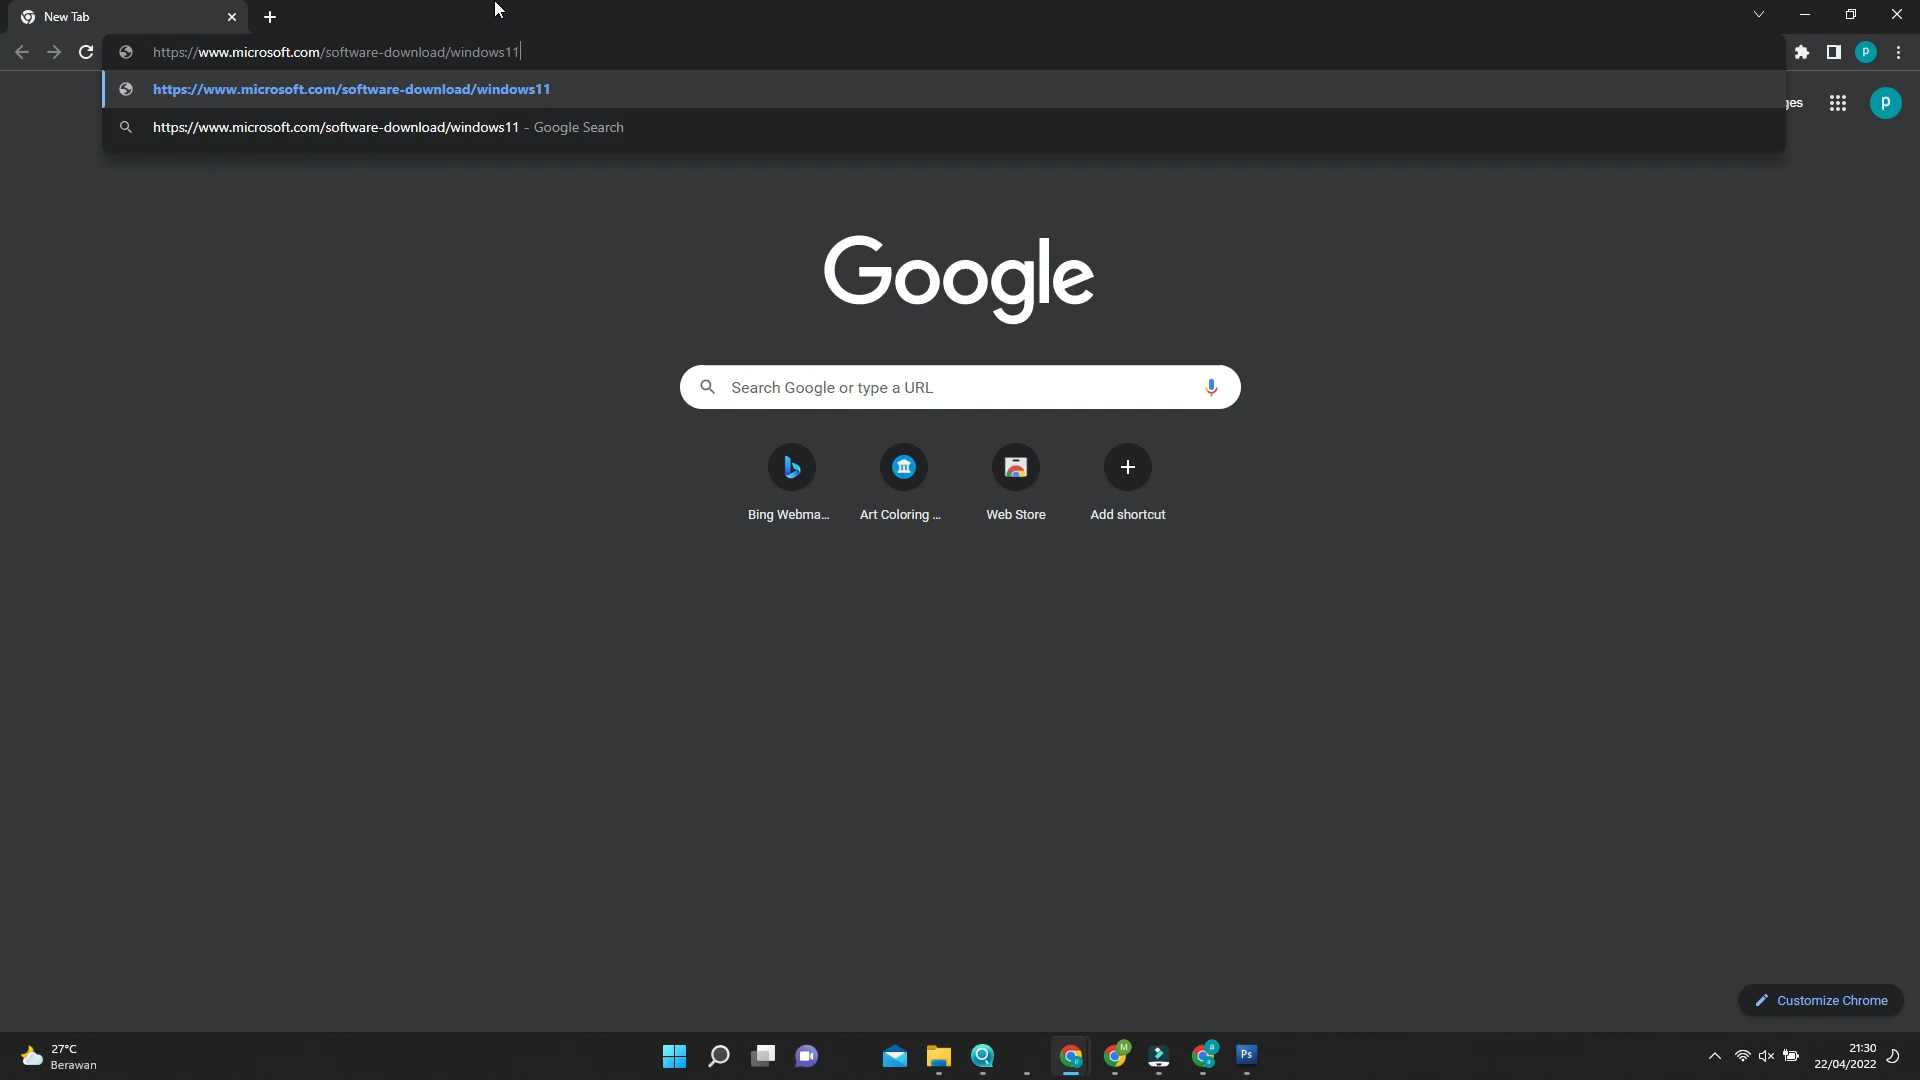 New Tab
https://www.microsoft.com/software-download/windows11
https://www.microsoft.com/software-download/windows11
https://www.microsoft.com/software-download/windows11 - Google Search
P
P
Google
Search Google or type a URL
Bing Webma...
Art Coloring ...
Web Store
Add shortcut
Customize Chrome
27°C
Berawan
M
a
Ps
21:30
22/04/2022